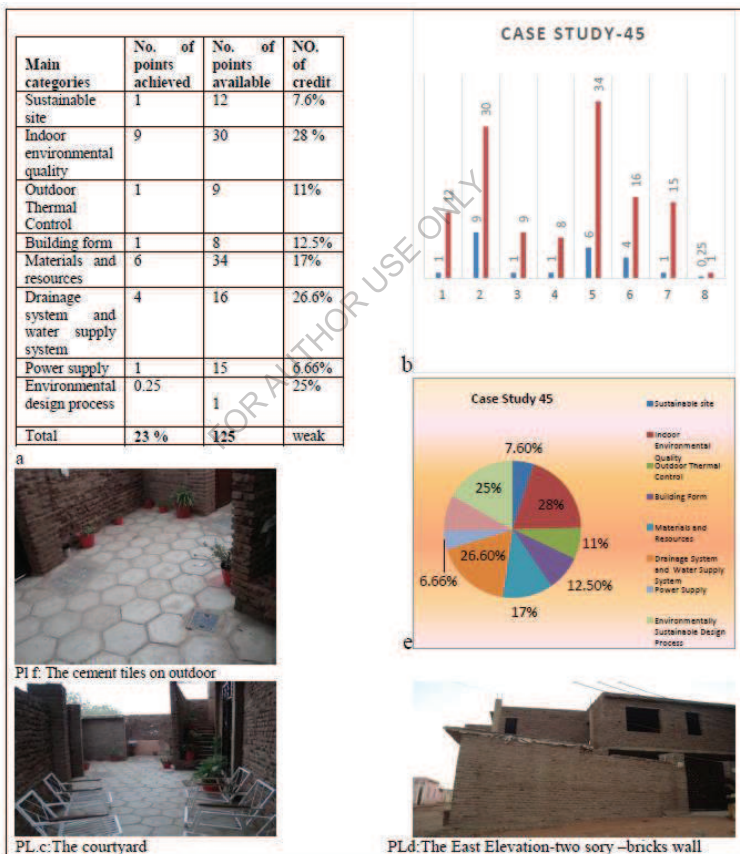 Main categories
No. of points achieved
No. of points available
NO. of credit
Sustainable site
1
12
7.6%
Indoor environmental quality
9
30
28 %
Outdoor Thermal Control
1
9
11%
Building form
1
8
12.5%
Materials and resources
6
34
17%
Drainage system and water supply system
4
16
26.6%
Power supply
1
15
6.66%
Environmental design process
0.25
1
25%
Total
23 %
125
weak
a
CASE STUDY-45
1
12
9
30
1
9
1
8
6
34
4
16
1
15
0,25
1
1 2 3 4 5 6 7 8
b
Case Study 45
7.60%
28%
11%
12.50%
17%
26.60%
6.66%
25%
Sustainable site
Indoor
Environmental
Quality
Outdoor Thermal
Control
Building Form
Materials and
Resources
Drainage System
and Water Supply
System
Power Supply
Environmentally
Sustainable Design
Process
e
FOR AUTHOR USE ONLY
Pl f: The cement tiles on outdoor
PL.c:The courtyard
PLd:The East Elevation-two sory –bricks wall